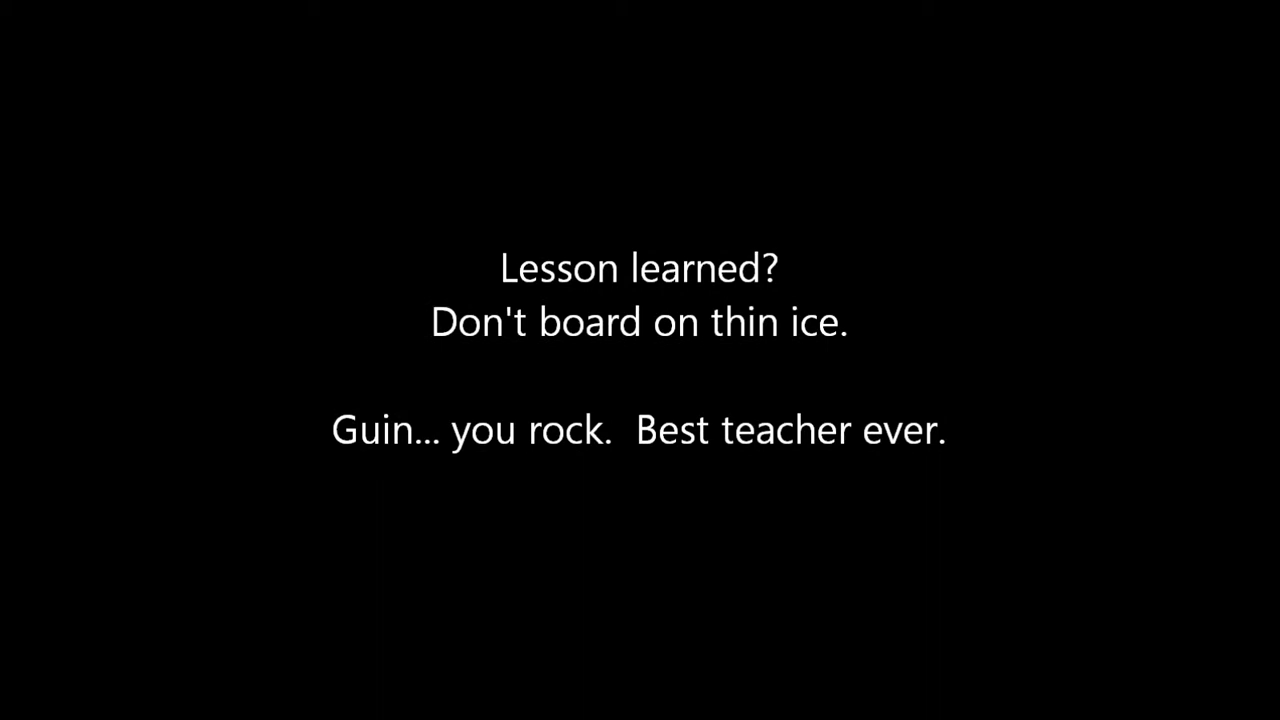 Lesson learned?
Don't board on thin ice.
Guin... you rock.  Best teacher ever.